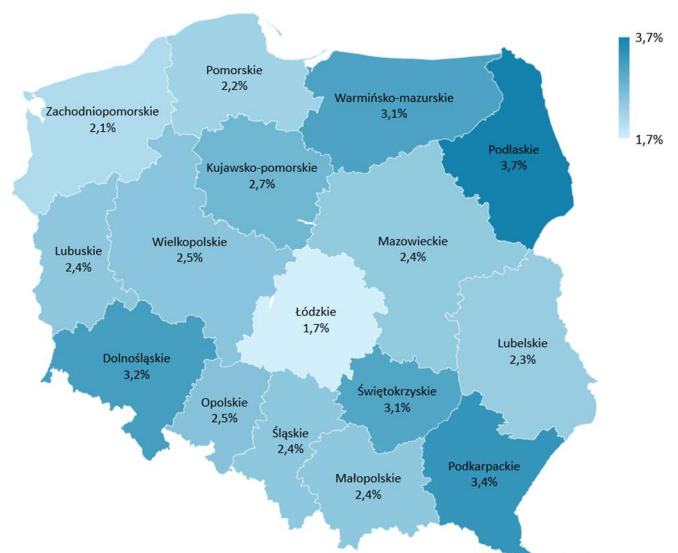 3,7%
1,7%
Pomorskie
2,2%
Warmińsko-mazurskie
3,1%
Zachodniopomorskie
2,1%
Podlaskie
3,7%
Kujawsko-pomorskie
2,7%
Wielkopolskie
2,5%
Mazowieckie
2,4%
Lubuskie
2,4%
Łódzkie
1,7%
Lubelskie
2,3%
Dolnośląskie
3,2%
Świętokrzyskie
3,1%
Opolskie
2,5%
Śląskie
2,4%
Podkarpackie
3,4%
Małopolskie
2,4%